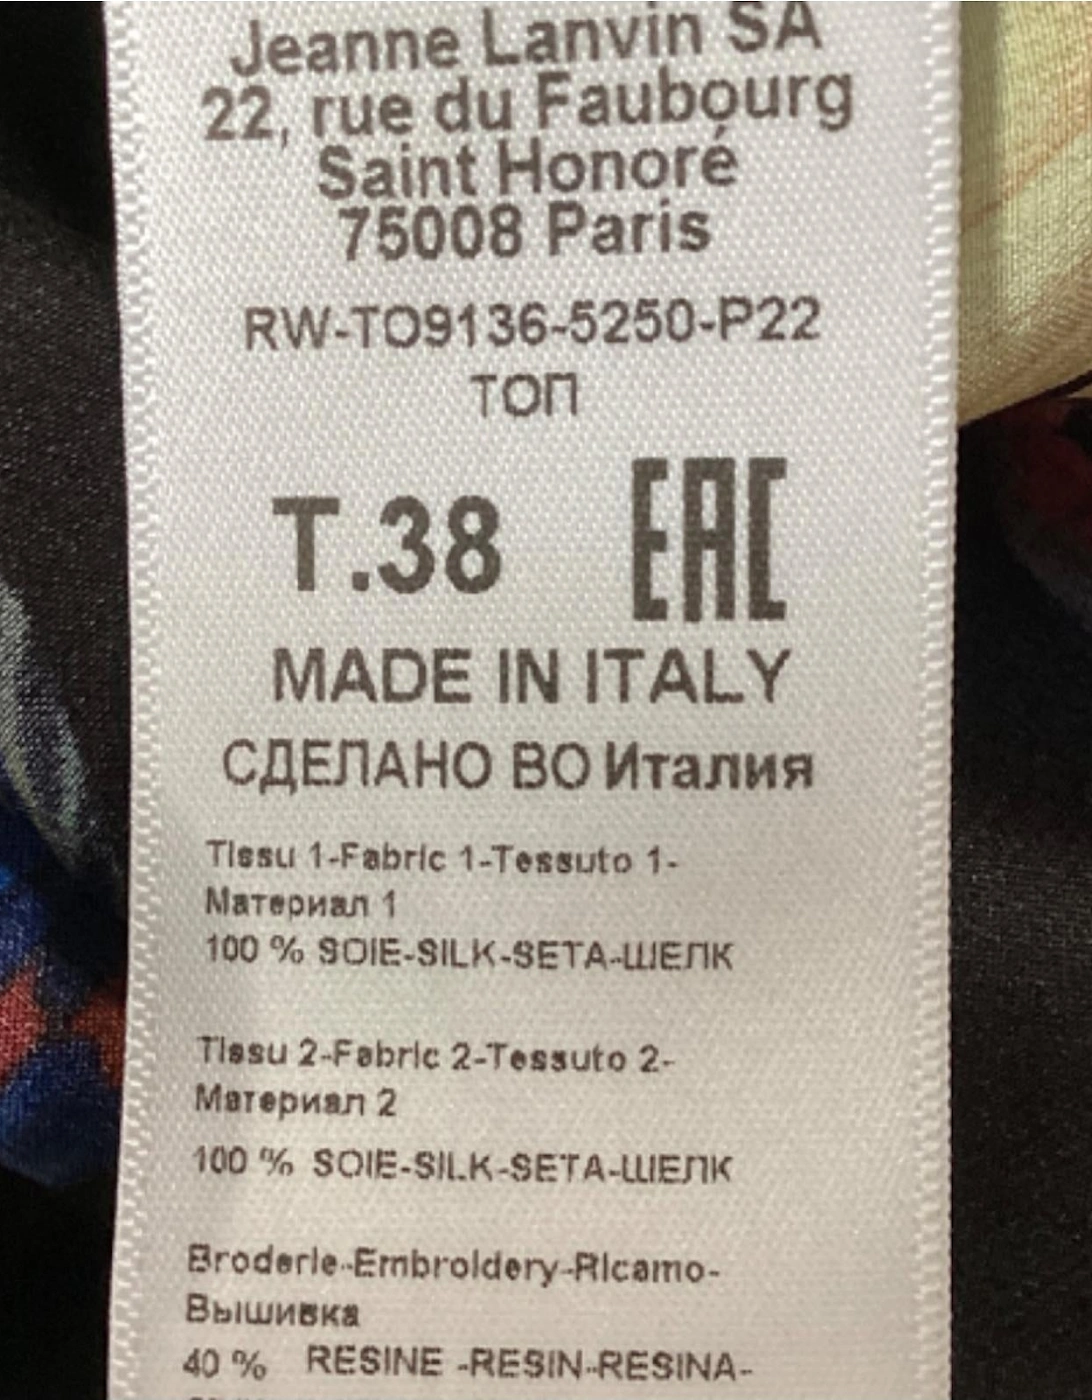 Jeanne Lanvin SA
22, rue du Faubourg
Saint Honoré
75008 Paris
RW-TO9136-5250-P22
ТОП
T.38 EAC
MADE IN ITALY
СДЕЛАНО ВО Италия
Tissu 1-Fabric 1-Tessuto 1-
Материал 1
100 % SOIE-SILK-SETA-ШЕЛК
Tissu 2-Fabric 2-Tessuto 2-
Материал 2
100 % SOIE-SILK-SETA-ШЕЛК
Broderie-Embroidery-Ricamo-
Вышивка
40 % RESINE -RESIN-RESINA-